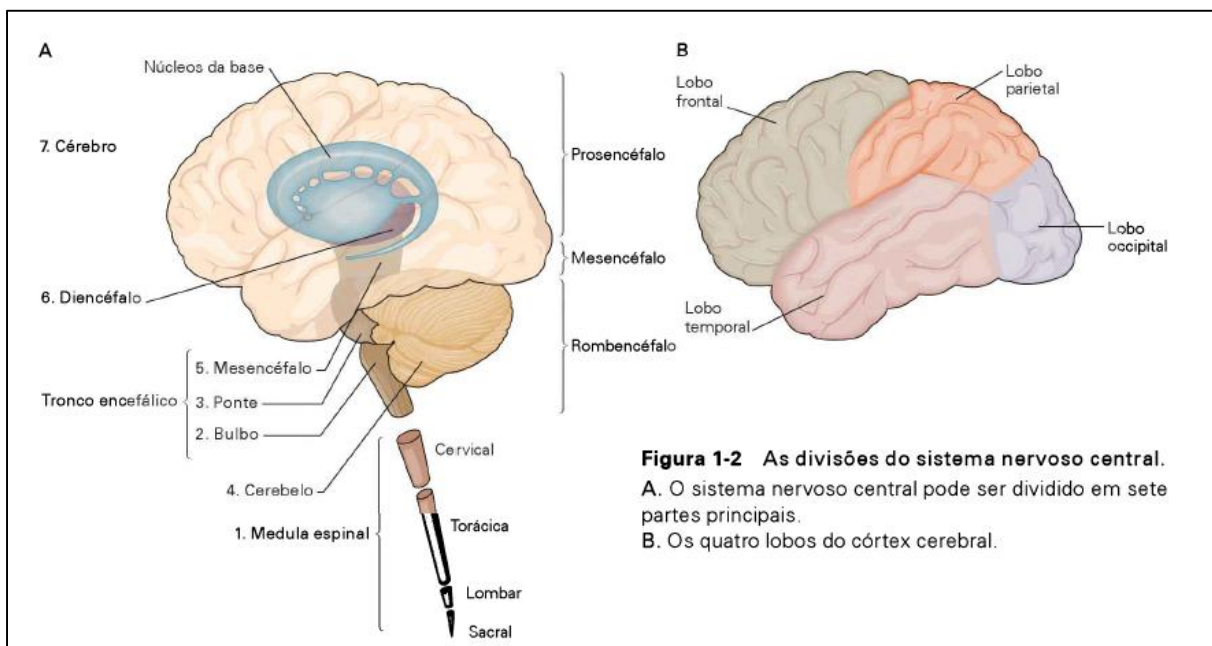 A
Núcleos da base
7. Cérebro
Prosencéfalo
Mesencéfalo
6. Diencéfalo
Rombencéfalo
5. Mesencéfalo
Tronco encefálico
3. Ponte
2. Bulbo
Cervical
4. Cerebelo
1. Medula espinal
Torácica
Lombar
Sacral
B
Lobo
frontal
Lobo
parietal
Lobo
occipital
Lobo
temporal
Figura 1-2 As divisões do sistema nervoso central.
A. O sistema nervoso central pode ser dividido em sete
partes principais.
B. Os quatro lobos do córtex cerebral.